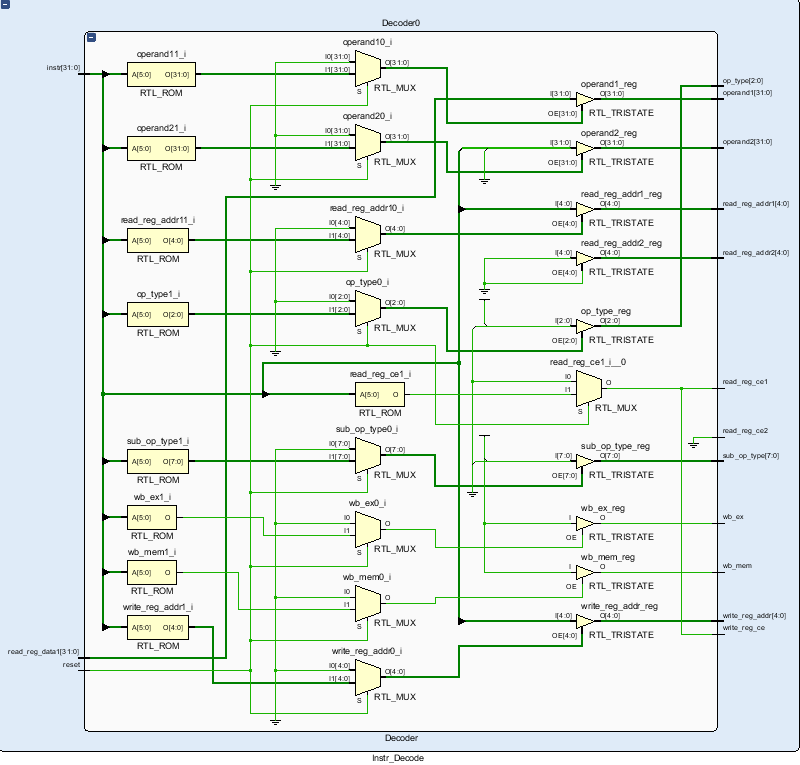 Decoder0
operand10_i
operand11_i
I0[31:0]
I1[31:0]
O[31:0]
S
RTL_MUX
instr[31:0]
A[5:0]
O[31:0]
RTL_ROM
operand1_reg
I[31:0]
O[31:0]
OE[31:0]
RTL_TRISTATE
op_type[2:0]
operand1[31:0]
operand20_i
operand21_i
I0[31:0]
I1[31:0]
O[31:0]
S
RTL_MUX
A[5:0]
O[31:0]
RTL_ROM
operand2_reg
I[31:0]
O[31:0]
OE[31:0]
RTL_TRISTATE
operand2[31:0]
read_reg_addr10_i
read_reg_addr11_i
I0[4:0]
I1[4:0]
O[4:0]
S
RTL_MUX
A[5:0]
O[4:0]
RTL_ROM
read_reg_addr1_reg
I[4:0]
O[4:0]
OE[4:0]
RTL_TRISTATE
read_reg_addr1[4:0]
read_reg_addr2_reg
I[4:0]
O[4:0]
OE[4:0]
RTL_TRISTATE
read_reg_addr2[4:0]
op_type0_i
op_type1_i
I0[2:0]
I1[2:0]
O[2:0]
S
RTL_MUX
A[5:0]
O[2:0]
RTL_ROM
op_type_reg
I[2:0]
O[2:0]
OE[2:0]
RTL_TRISTATE
read_reg_ce1_i
A[5:0]
O
RTL_ROM
read_reg_ce1_i__0
I0
I1
O
S
RTL_MUX
read_reg_ce1
read_reg_ce2
sub_op_type0_i
sub_op_type1_i
I0[7:0]
I1[7:0]
O[7:0]
S
RTL_MUX
A[5:0]
O[7:0]
RTL_ROM
sub_op_type_reg
I[7:0]
O[7:0]
OE[7:0]
RTL_TRISTATE
sub_op_type[7:0]
wb_ex1_i
A[5:0]
O
RTL_ROM
wb_ex0_i
I0
I1
O
S
RTL_MUX
wb_ex_reg
I
O
OE
RTL_TRISTATE
wb_ex
wb_mem1_i
A[5:0]
O
RTL_ROM
wb_mem0_i
I0
I1
O
S
RTL_MUX
wb_mem_reg
I
O
OE
RTL_TRISTATE
wb_mem
write_reg_addr1_i
A[5:0]
O[4:0]
RTL_ROM
write_reg_addr_reg
I[4:0]
O[4:0]
OE[4:0]
RTL_TRISTATE
write_reg_addr[4:0]
write_reg_ce
read_reg_data1[31:0]
reset
write_reg_addr0_i
I0[4:0]
I1[4:0]
O[4:0]
S
RTL_MUX
Decoder
Instr_Decode